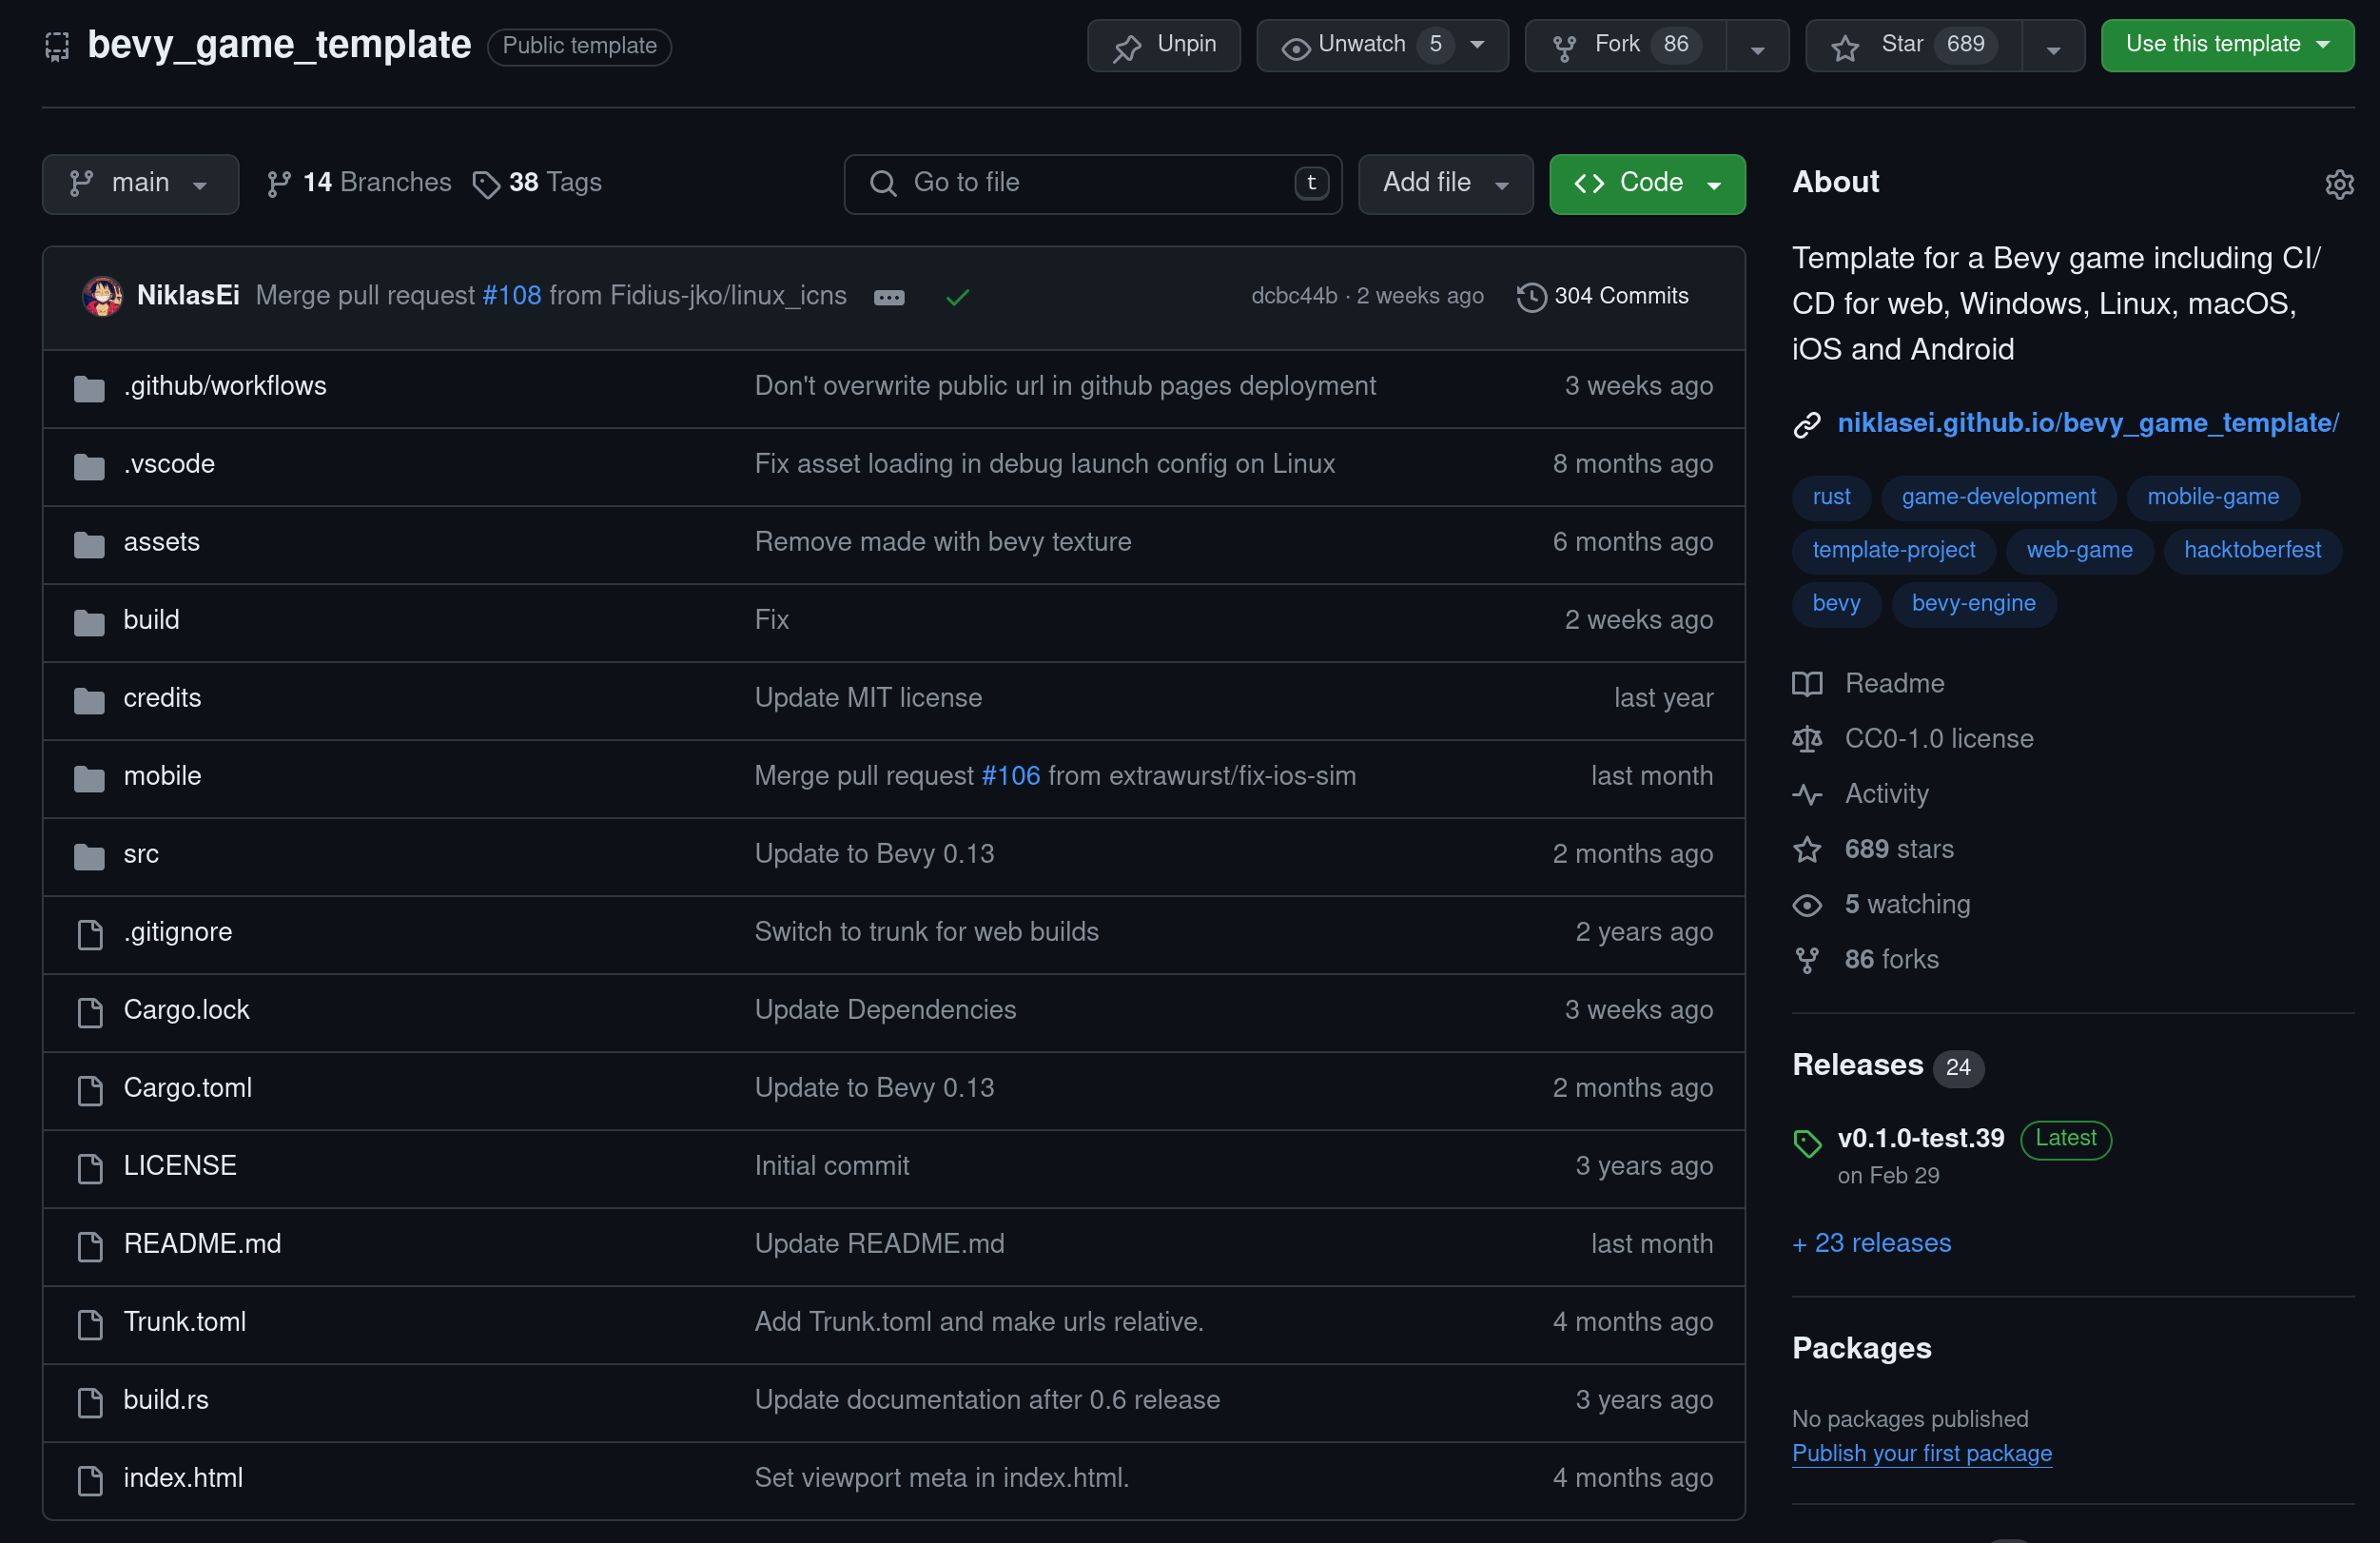 bevy_game_template Public template Unpin Unwatch 5 Fork 86 Star 689 Use this template
main 14 Branches 38 Tags Go to file t Add file Code
NiklasEi Merge pull request #108 from Fidius-jko/linux_icns dcbc44b · 2 weeks ago 304 Commits
.github/workflows Don't overwrite public url in github pages deployment 3 weeks ago
.vscode Fix asset loading in debug launch config on Linux 8 months ago
assets Remove made with bevy texture 6 months ago
build Fix 2 weeks ago
credits Update MIT license last year
mobile Merge pull request #106 from extrawurst/fix-ios-sim last month
src Update to Bevy 0.13 2 months ago
.gitignore Switch to trunk for web builds 2 years ago
Cargo.lock Update Dependencies 3 weeks ago
Cargo.toml Update to Bevy 0.13 2 months ago
LICENSE Initial commit 3 years ago
README.md Update README.md last month
Trunk.toml Add Trunk.toml and make urls relative. 4 months ago
build.rs Update documentation after 0.6 release 3 years ago
index.html Set viewport meta in index.html. 4 months ago
About
Template for a Bevy game including CI/
CD for web, Windows, Linux, macOS,
iOS and Android
niklasei.github.io/bevy_game_template/
rust game-development mobile-game
template-project web-game hacktoberfest
bevy bevy-engine
Readme
CC0-1.0 license
Activity
689 stars
5 watching
86 forks
Releases 24
v0.1.0-test.39 Latest
on Feb 29
+ 23 releases
Packages
No packages published
Publish your first package